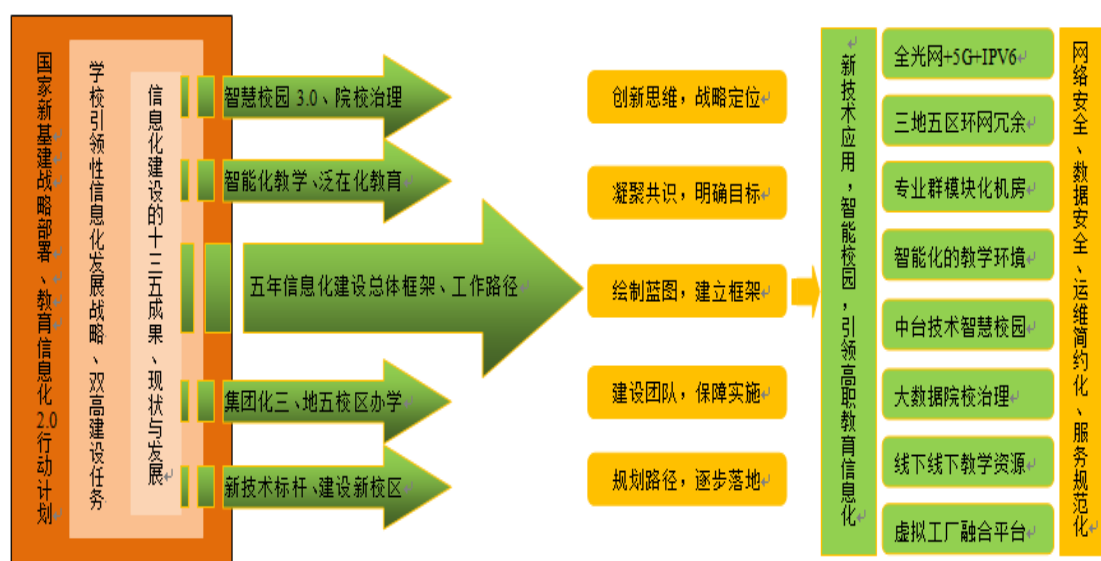 国家新基建战略部署、教育信息化2.0行动计划
学校引领性信息化发展战略、双高建设任务
信息化建设的十三五成果、现状与发展
智慧校园 3.0、院校治理
智能化教学、泛在化教育
五年信息化建设总体框架、工作路径
集团化三、地五校区办学
新技术标杆、建设新校区
创新思维，战略定位
凝聚共识，明确目标
绘制蓝图，建立框架
建设团队，保障实施
规划路径，逐步落地
新技术应用，智能校园，引领高职教育信息化
全光网+5G+IPV6
三地五区环网冗余
专业群模块化机房
智能化的教学环境
中台技术智慧校园
大数据院校治理
线下线下教学资源
虚拟工厂融合平台
网络安全、数据安全、运维简约化、服务规范化